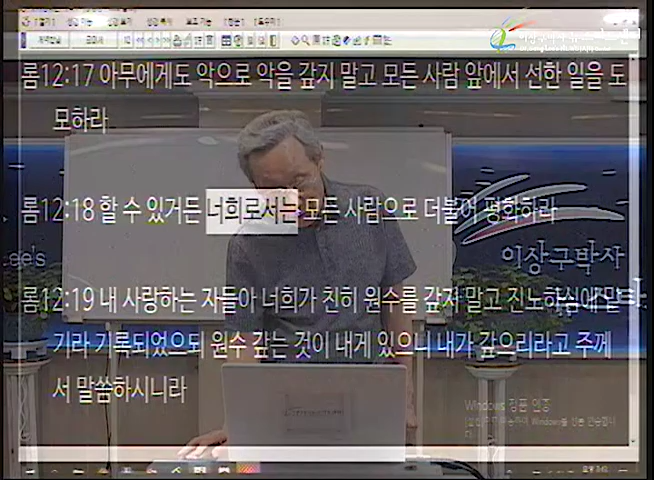 롬12:17 아무에게도 악으로 악을 갚지 말고 모든 사람 앞에서 선한 일을 도
모하라
롬12:18 할 수 있거든 너희로서는 모든 사람으로 더불어 평화하라
이상구박사
롬12:19 내 사랑하는 자들아 너희가 친히 원수를 갚지 말고 진노하심에 맡
기라 기록되었으되 원수 갚는 것이 내게 있으니 내가 갚으리라고 주께
서 말씀하시니라
Windows 정품 인증